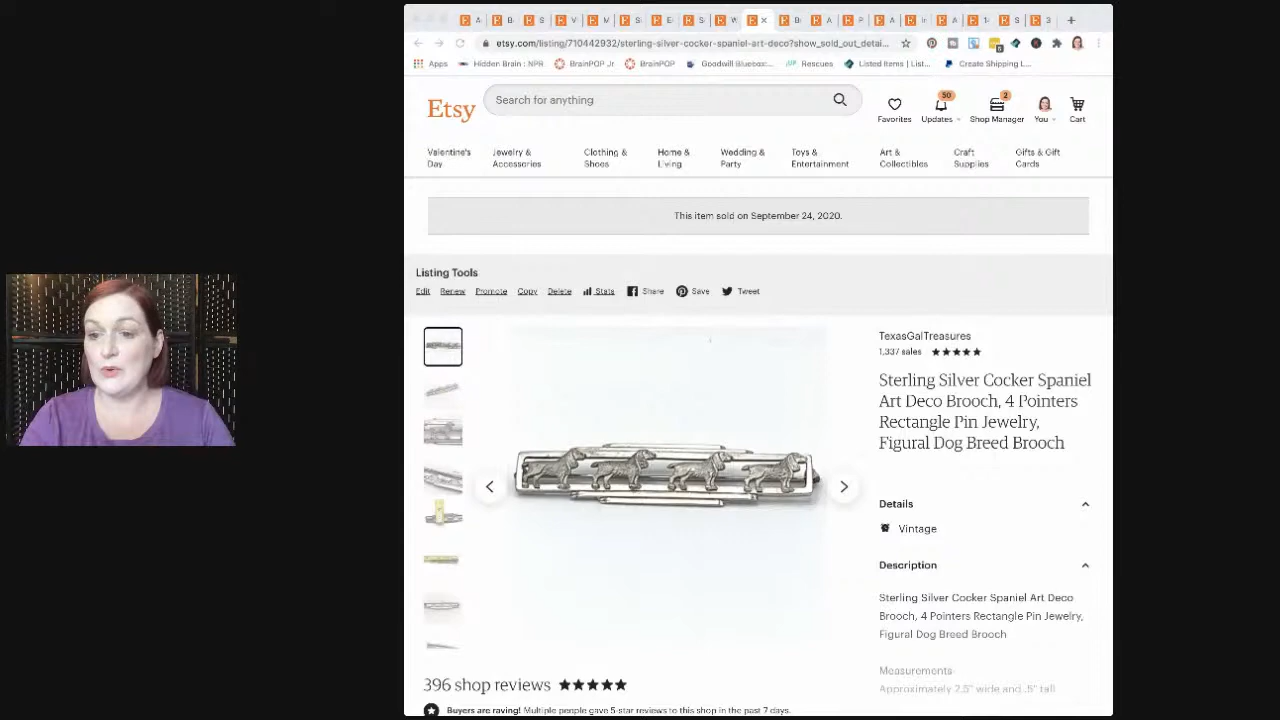 etsy.com/listing/710442932/sterling-silver-cocker-spaniel-art-deco?show_sold_out_detai...
Apps Hidden Brain : NPR BrainPOP Jr BrainPOP Goodwill Bluebox:... Rescues Listed Items | List... Create Shipping L...
Etsy
Search for anything
50
2
Favorites Updates Shop Manager You Cart
Valentine's Day
Jewelry & Accessories
Clothing & Shoes
Home & Living
Wedding & Party
Toys & Entertainment
Art & Collectibles
Craft Supplies
Gifts & Gift Cards
This item sold on September 24, 2020.
Listing Tools
Edit Renew Promote Copy Delete Stats Share Save Tweet
TexasGalTreasures
1,337 sales
Sterling Silver Cocker Spaniel
Art Deco Brooch, 4 Pointers
Rectangle Pin Jewelry,
Figural Dog Breed Brooch
Details
Vintage
Description
Sterling Silver Cocker Spaniel Art Deco
Brooch, 4 Pointers Rectangle Pin Jewelry,
Figural Dog Breed Brooch
Measurements-
Approximately 2.5" wide and .5" tall
396 shop reviews
Buyers are raving! Multiple people gave 5-star reviews to this shop in the past 7 days.